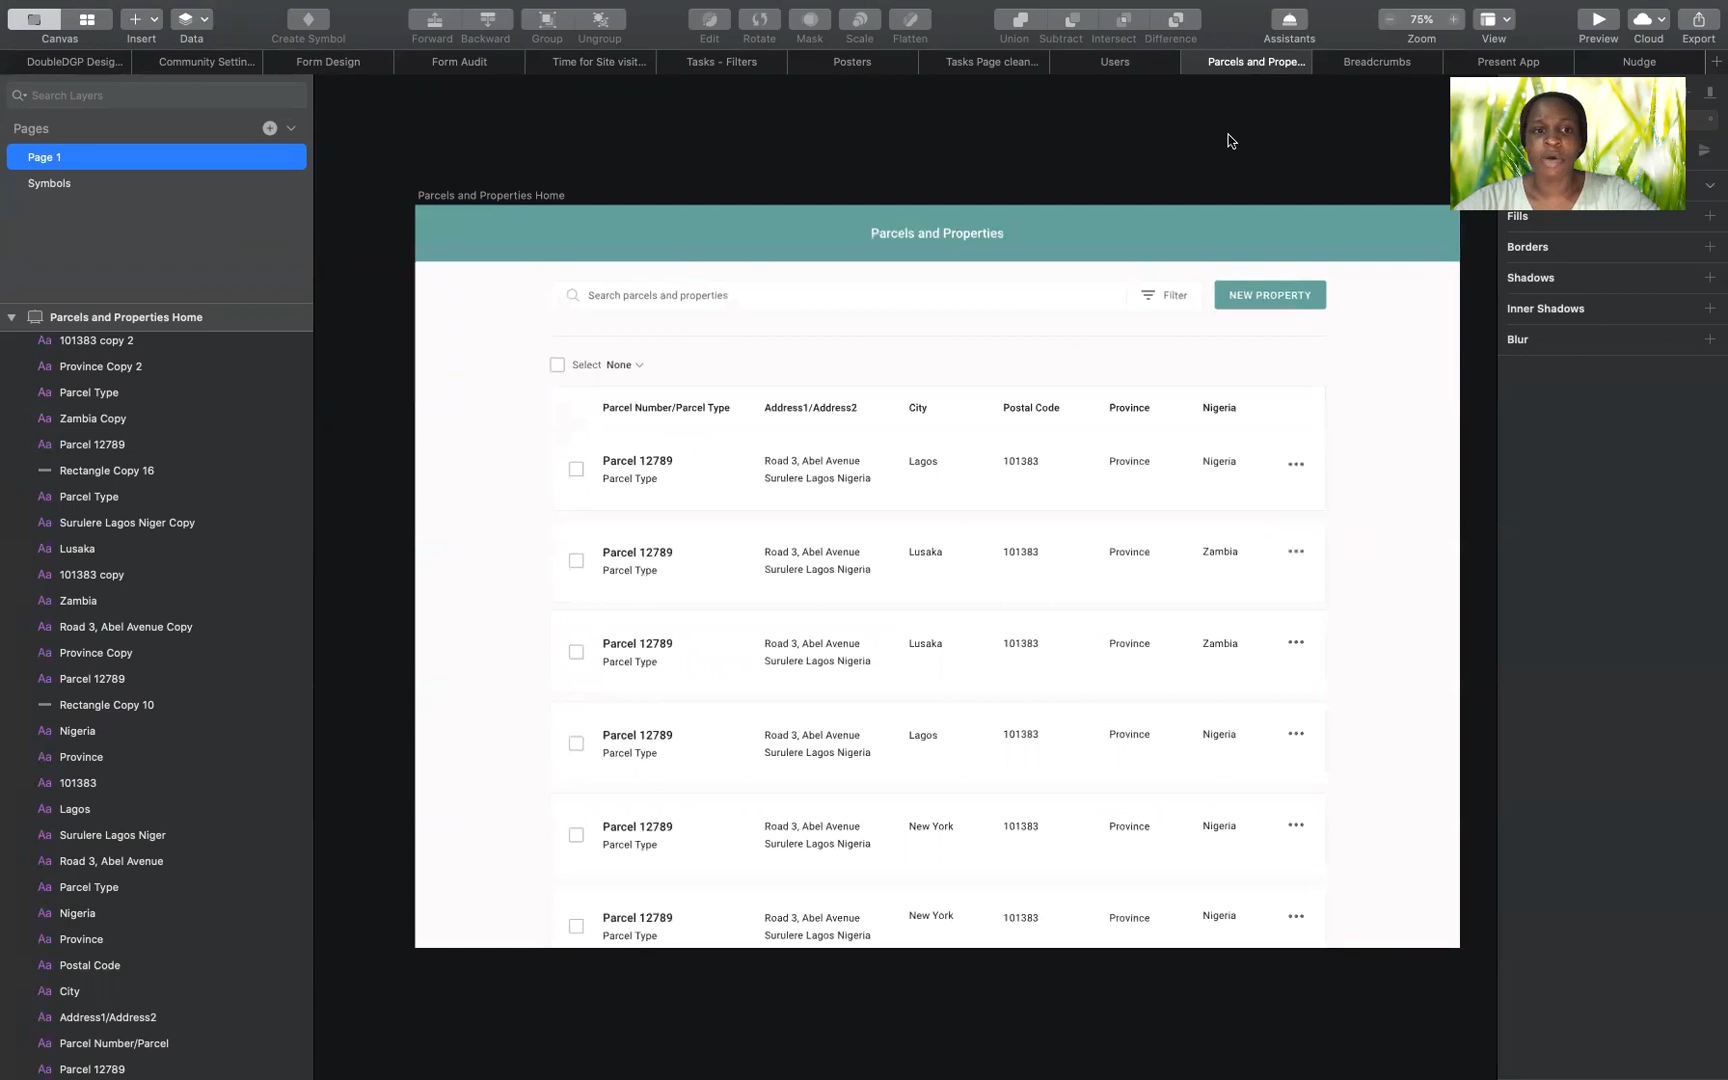 Canvas
Insert
Data
Create Symbol
Forward
Backward
Group
Ungroup
Edit
Rotate
Mask
Scale
Flatten
Union
Subtract
Intersect
Difference
Assistants
75%
Zoom
View
Preview
Cloud
Export
DoubleDGP Desig...
Community Settin...
Form Design
Form Audit
Time for Site visit...
Tasks - Filters
Posters
Tasks Page clean...
Users
Parcels and Prope...
Breadcrumbs
Present App
Nudge
Search Layers
Pages
Page 1
Symbols
Parcels and Properties Home
101383 copy 2
Province Copy 2
Parcel Type
Zambia Copy
Parcel 12789
Rectangle Copy 16
Parcel Type
Surulere Lagos Niger Copy
Lusaka
101383 copy
Zambia
Road 3, Abel Avenue Copy
Province Copy
Parcel 12789
Rectangle Copy 10
Nigeria
Province
101383
Lagos
Surulere Lagos Niger
Road 3, Abel Avenue
Parcel Type
Nigeria
Province
Postal Code
City
Address1/Address2
Parcel Number/Parcel
Parcel 12789
Parcels and Properties Home
Parcels and Properties
Search parcels and properties
Filter
NEW PROPERTY
Select None
Parcel Number/Parcel Type Address1/Address2 City Postal Code Province Nigeria
Parcel 12789 Road 3, Abel Avenue Lagos 101383 Province Nigeria
Parcel Type Surulere Lagos Nigeria
Parcel 12789 Road 3, Abel Avenue Lusaka 101383 Province Zambia
Parcel Type Surulere Lagos Nigeria
Parcel 12789 Road 3, Abel Avenue Lusaka 101383 Province Zambia
Parcel Type Surulere Lagos Nigeria
Parcel 12789 Road 3, Abel Avenue Lagos 101383 Province Nigeria
Parcel Type Surulere Lagos Nigeria
Parcel 12789 Road 3, Abel Avenue New York 101383 Province Nigeria
Parcel Type Surulere Lagos Nigeria
Parcel 12789 Road 3, Abel Avenue New York 101383 Province Nigeria
Parcel Type Surulere Lagos Nigeria
Fills
Borders
Shadows
Inner Shadows
Blur